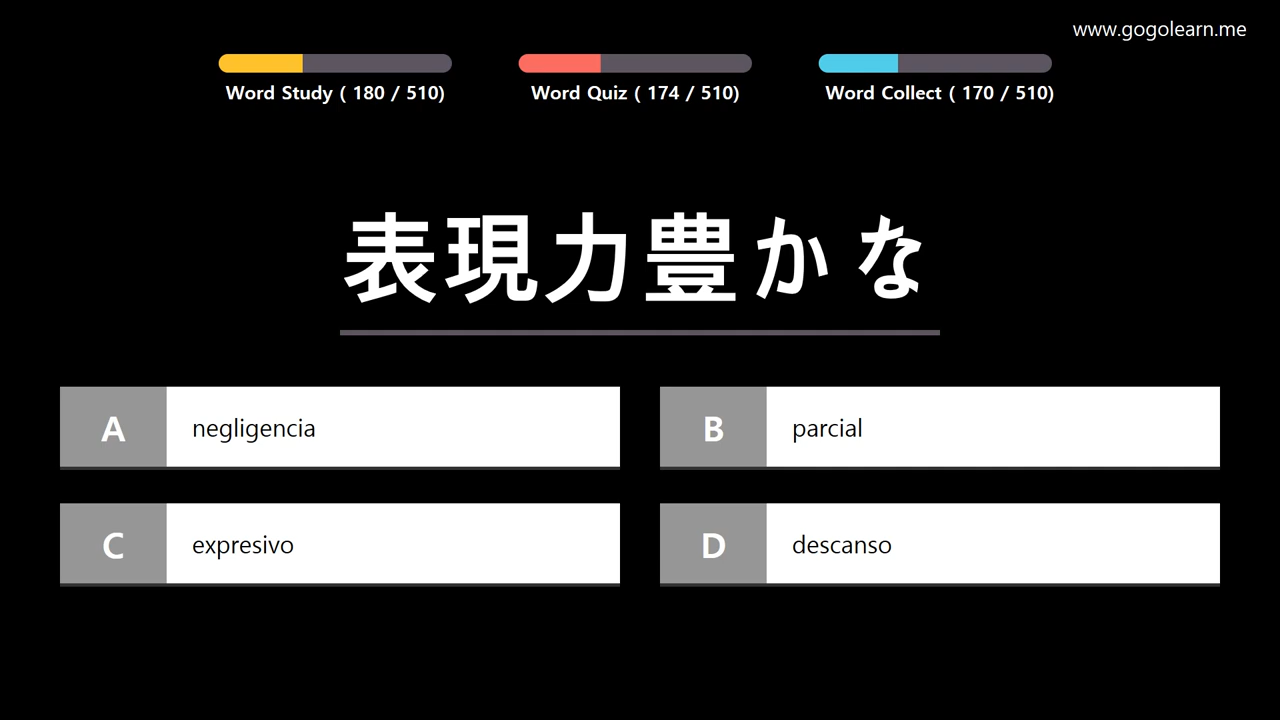 www.gogolearn.me
Word Study ( 180 / 510)
Word Quiz ( 174 / 510)
Word Collect ( 170 / 510)
表現力豊かな
A negligencia
B parcial
C expresivo
D descanso